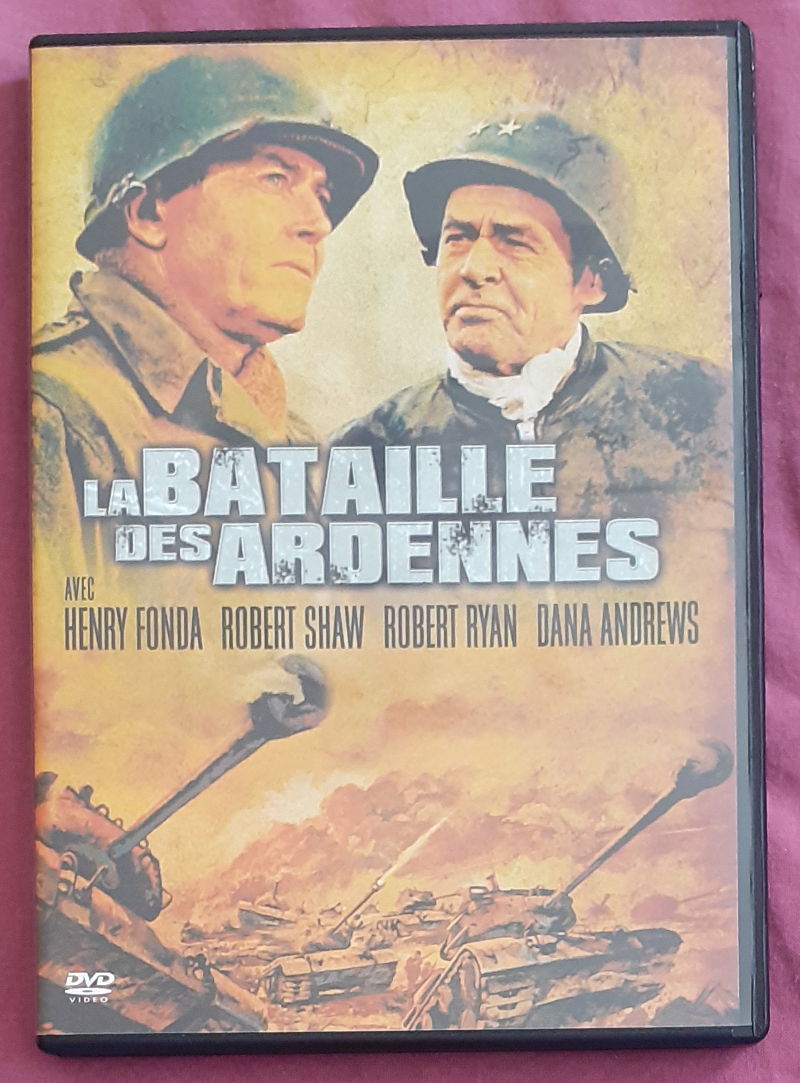 LA BATAILLE
DES ARDENNES
AVEC
HENRY FONDA ROBERT SHAW ROBERT RYAN DANA ANDREWS
DVD
VIDEO